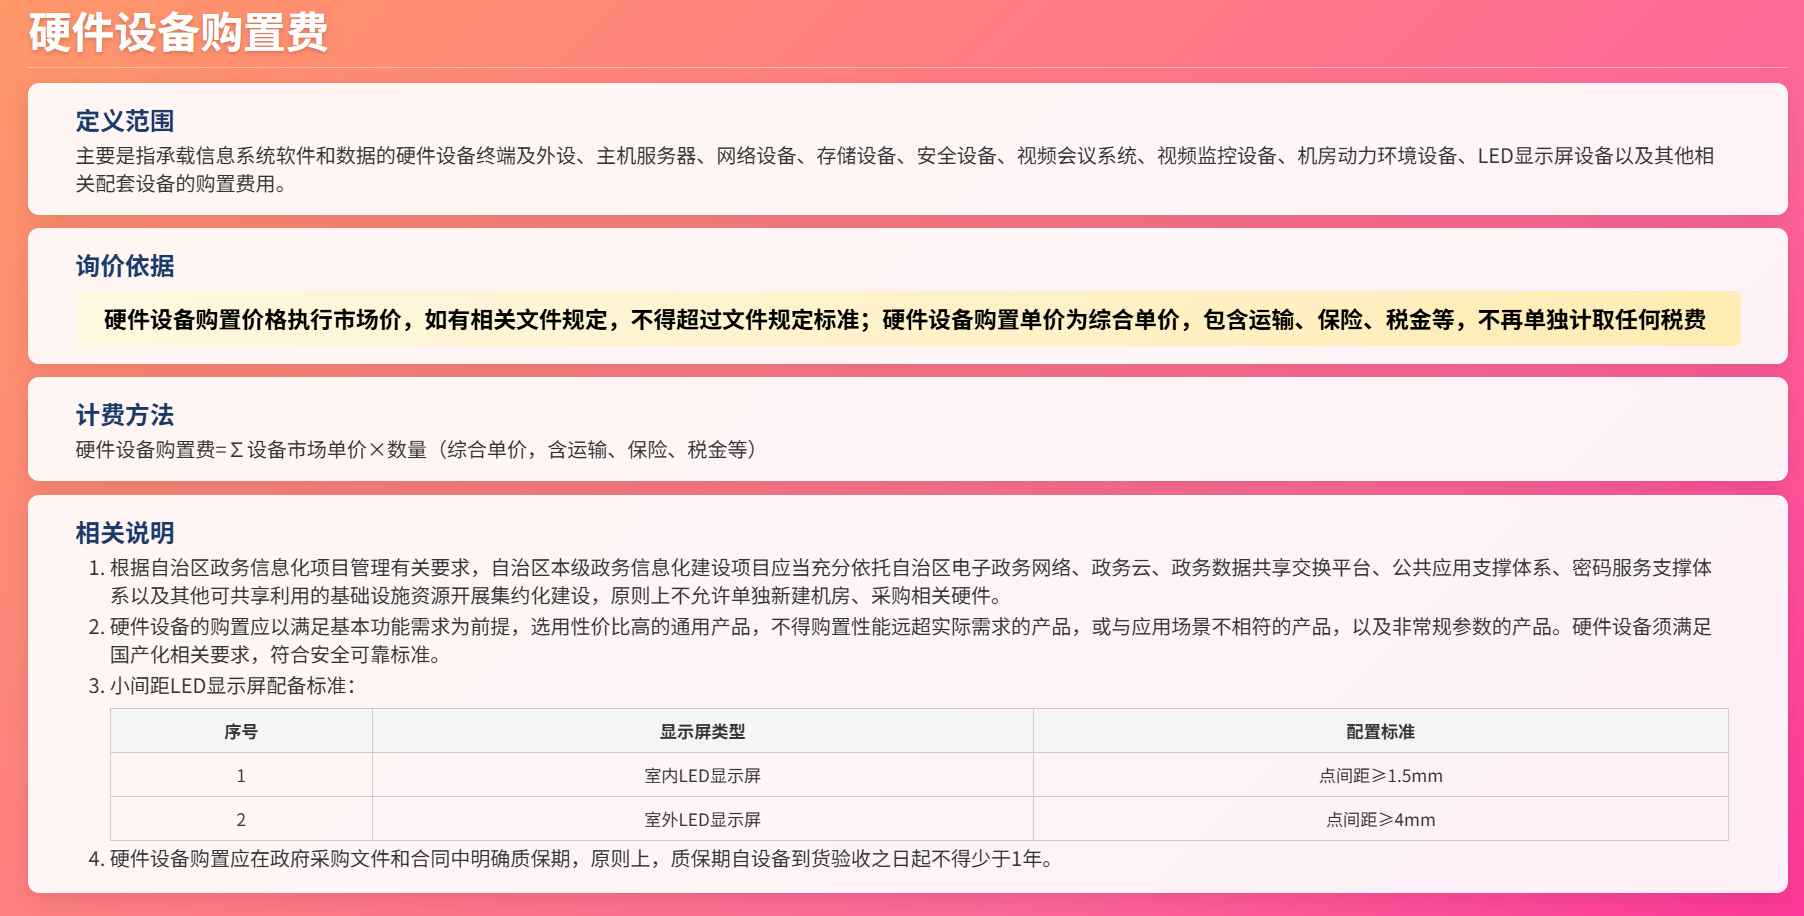 硬件设备购置费
定义范围
主要是指承载信息系统软件和数据的硬件设备终端及外设、主机服务器、网络设备、存储设备、安全设备、视频会议系统、视频监控设备、机房动力环境设备、LED显示屏设备以及其他相
关配套设备的购置费用。
询价依据
硬件设备购置价格执行市场价，如有相关文件规定，不得超过文件规定标准；硬件设备购置单价为综合单价，包含运输、保险、税金等，不再单独计取任何税费
计费方法
硬件设备购置费=Σ设备市场单价×数量（综合单价，含运输、保险、税金等）
相关说明
1. 根据自治区政务信息化项目管理有关要求，自治区本级政务信息化建设项目应当充分依托自治区电子政务网络、政务云、政务数据共享交换平台、公共应用支撑体系、密码服务支撑体
系以及其他可共享利用的基础设施资源开展集约化建设，原则上不允许单独新建机房、采购相关硬件。
2. 硬件设备的购置应以满足基本功能需求为前提，选用性价比高的通用产品，不得购置性能远超实际需求的产品，或与应用场景不相符的产品，以及非常规参数的产品。硬件设备须满足
国产化相关要求，符合安全可靠标准。
3. 小间距LED显示屏配备标准：
序号 显示屏类型 配置标准
1 室内LED显示屏 点间距≥1.5mm
2 室外LED显示屏 点间距≥4mm
4. 硬件设备购置应在政府采购文件和合同中明确质保期，原则上，质保期自设备到货验收之日起不得少于1年。